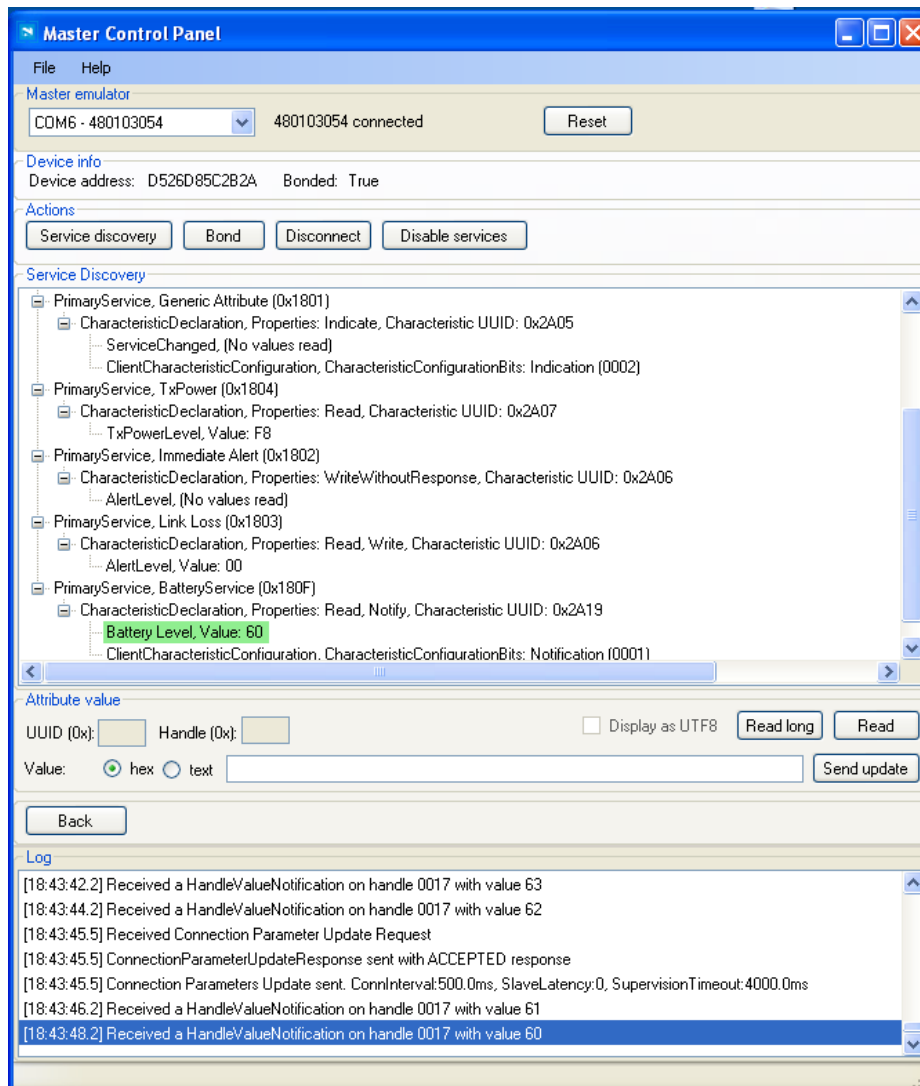 Master Control Panel
File Help
Master emulator
COM6 - 480103054 480103054 connected Reset
Device info
Device address: D526D85C2B2A Bonded: True
Actions
Service discovery Bond Disconnect Disable services
Service Discovery
PrimaryService, Generic Attribute (0x1801)
CharacteristicDeclaration, Properties: Indicate, Characteristic UUID: 0x2A05
ServiceChanged, (No values read)
ClientCharacteristicConfiguration, CharacteristicConfigurationBits: Indication (0002)
PrimaryService, TxPower (0x1804)
CharacteristicDeclaration, Properties: Read, Characteristic UUID: 0x2A07
TxPowerLevel, Value: F8
PrimaryService, Immediate Alert (0x1802)
CharacteristicDeclaration, Properties: WriteWithoutResponse, Characteristic UUID: 0x2A06
AlertLevel, (No values read)
PrimaryService, Link Loss (0x1803)
CharacteristicDeclaration, Properties: Read, Write, Characteristic UUID: 0x2A06
AlertLevel, Value: 00
PrimaryService, BatteryService (0x180F)
CharacteristicDeclaration, Properties: Read, Notify, Characteristic UUID: 0x2A19
Battery Level, Value: 60
ClientCharacteristicConfiguration, CharacteristicConfigurationBits: Notification (0001)
Attribute value
UUID (0x): Handle (0x): Display as UTF8 Read long Read
Value: hex text Send update
Back
Log
[18:43:42.2] Received a HandleValueNotification on handle 0017 with value 63
[18:43:44.2] Received a HandleValueNotification on handle 0017 with value 62
[18:43:45.5] Received Connection Parameter Update Request
[18:43:45.5] ConnectionParameterUpdateResponse sent with ACCEPTED response
[18:43:45.5] Connection Parameters Update sent. ConnInterval:500.0ms, SlaveLatency:0, SupervisionTimeout:4000.0ms
[18:43:46.2] Received a HandleValueNotification on handle 0017 with value 61
[18:43:48.2] Received a HandleValueNotification on handle 0017 with value 60